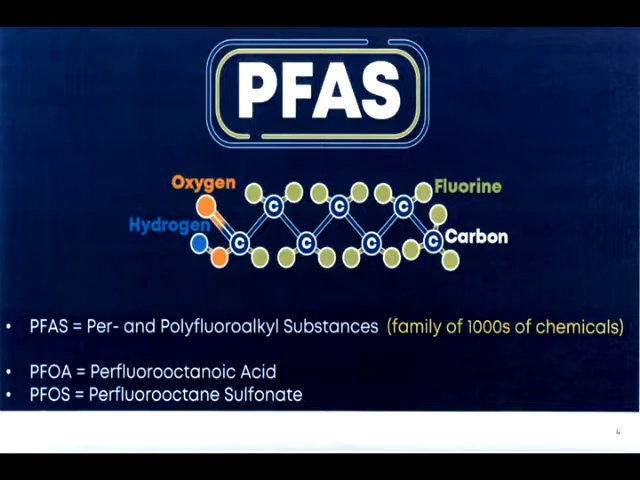 PFAS
Oxygen
Fluorine
Hydrogen
C C C
C C C C
Carbon
• PFAS = Per- and Polyfluoroalkyl Substances (family of 1000s of chemicals)
• PFOA = Perfluorooctanoic Acid
• PFOS = Perfluorooctane Sulfonate
4